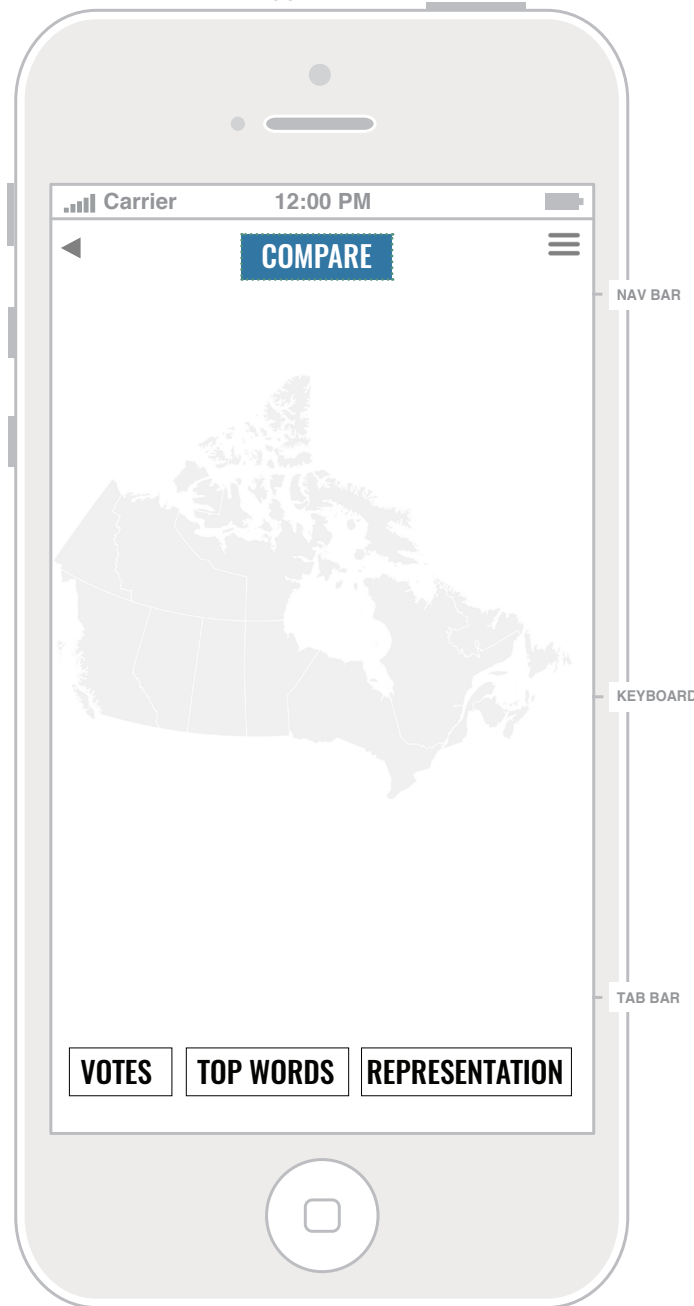 Carrier 12:00 PM
COMPARE
NAV BAR
KEYBOARD
TAB BAR
VOTES TOP WORDS REPRESENTATION